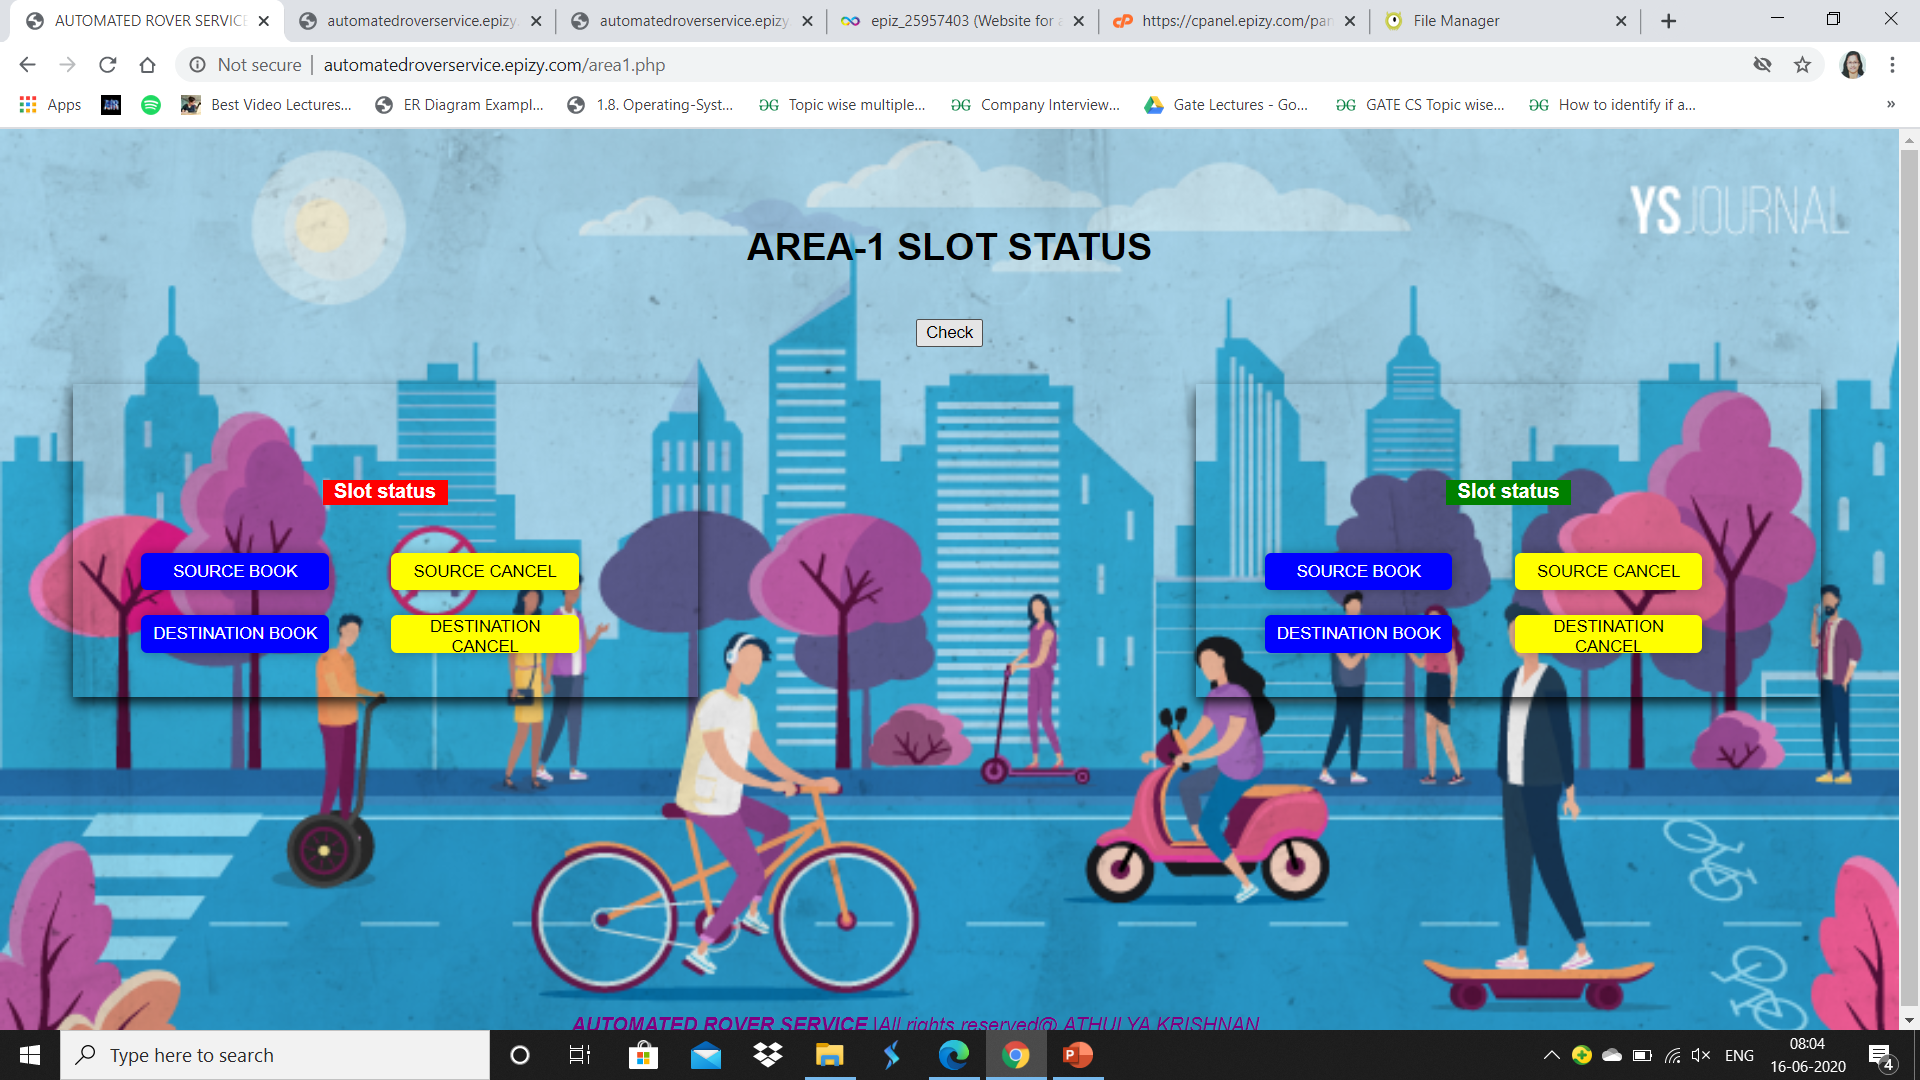 AUTOMATED ROVER SERVICE
automatedroverservice.epizy.
automatedroverservice.epizy.
epiz_25957403 (Website for
https://cpanel.epizy.com/pan
File Manager
Not secure
automatedroverservice.epizy.com/area1.php
Apps
Best Video Lectures...
ER Diagram Exampl...
1.8. Operating-Syst...
Topic wise multiple...
Company Interview...
Gate Lectures - Go...
GATE CS Topic wise...
How to identify if a...
»
YSJOURNAL
AREA-1 SLOT STATUS
Check
Slot status
SOURCE BOOK
SOURCE CANCEL
DESTINATION BOOK
DESTINATION
CANCEL
Slot status
SOURCE BOOK
SOURCE CANCEL
DESTINATION BOOK
DESTINATION
CANCEL
AUTOMATED ROVER SERVICE |All rights reserved@ ATHULYA KRISHNAN
Type here to search
ENG
08:04
16-06-2020
4